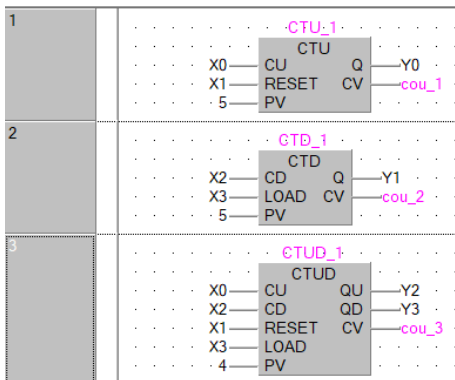 1
CTU_1
CTU
X0 CU Q Y0
X1 RESET CV cou_1
5 PV
2
CTD_1
CTD
X2 CD Q Y1
X3 LOAD CV cou_2
5 PV
3
CTUD_1
CTUD
X0 CU QU Y2
X2 CD QD Y3
X1 RESET CV cou_3
X3 LOAD
4 PV